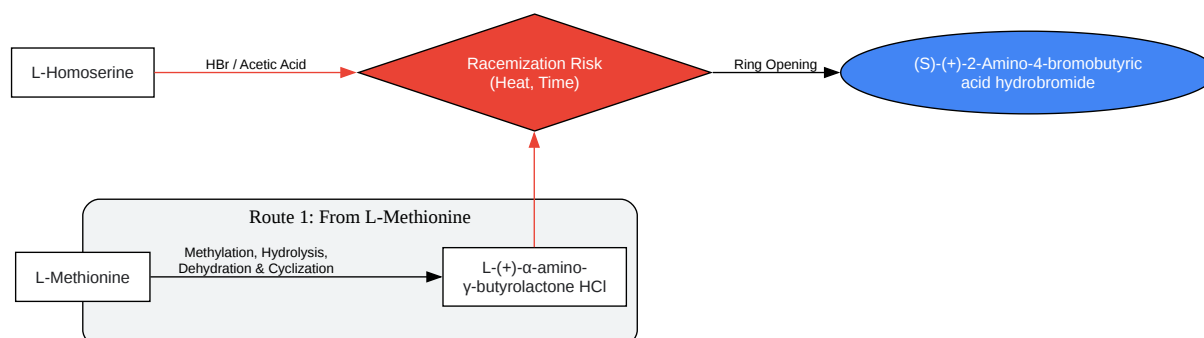 L-Homoserine
HBr / Acetic Acid
Racemization Risk
(Heat, Time)
Ring Opening
(S)-(+)-2-Amino-4-bromobutyric
acid hydrobromide
Route 1: From L-Methionine
L-Methionine
Methylation, Hydrolysis,
Dehydration & Cyclization
L-(+)-α-amino-
γ-butyrolactone HCl